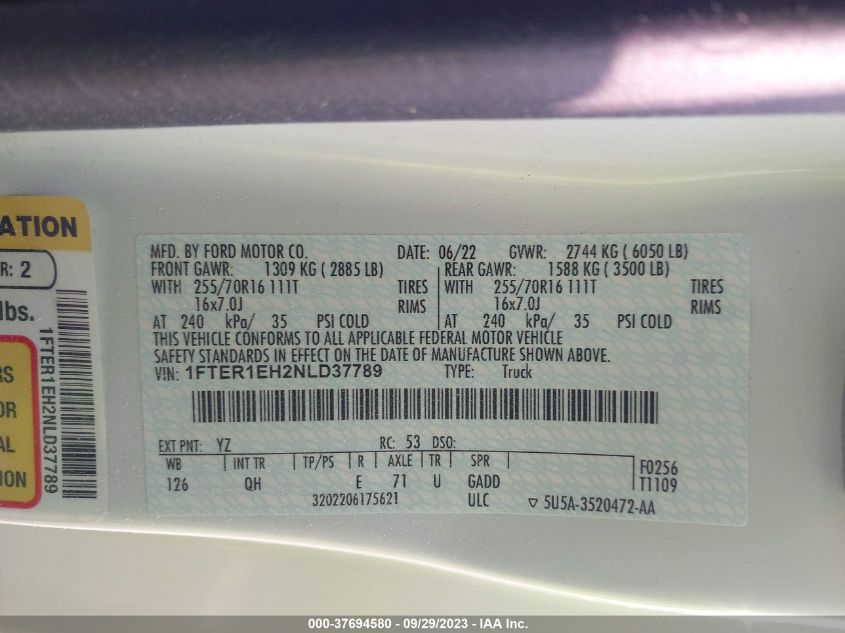 ATION
R: 2
lbs.
RS
OR
AL
ION
1FTER1EH2NLD37789
MFD. BY FORD MOTOR CO. DATE: 06/22 GVWR: 2744 KG ( 6050 LB)
FRONT GAWR: 1309 KG ( 2885 LB) REAR GAWR: 1588 KG ( 3500 LB)
WITH 255/70R16 111T TIRES WITH 255/70R16 111T TIRES
16x7.0J RIMS 16x7.0J RIMS
AT 240 kPa/ 35 PSI COLD AT 240 kPa/ 35 PSI COLD
THIS VEHICLE CONFORMS TO ALL APPLICABLE FEDERAL MOTOR VEHICLE
SAFETY STANDARDS IN EFFECT ON THE DATE OF MANUFACTURE SHOWN ABOVE.
VIN: 1FTER1EH2NLD37789 TYPE: Truck
EXT PNT: YZ RC: 53 DSO:
WB INT TR TP/PS R AXLE TR SPR F0256
126 QH E 71 U GADD T1109
3202206175621 ULC ▽ 5U5A-3520472-AA
000-37694580 - 09/29/2023 - IAA Inc.